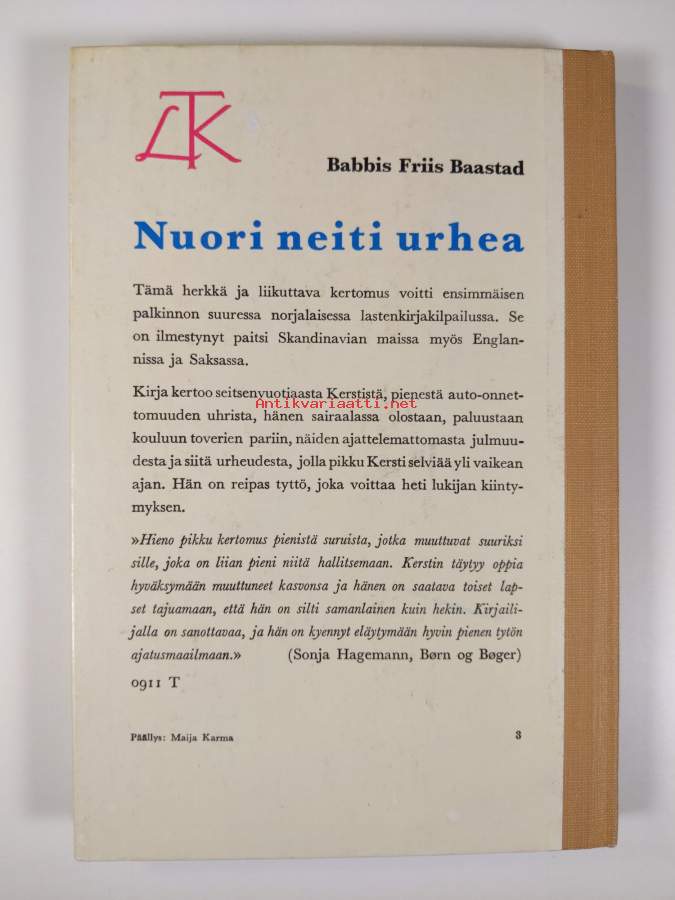 LTK
Babbis Friis Baastad
Nuori neiti urhea
Tämä herkkä ja liikuttava kertomus voitti ensimmäisen
palkinnon suuressa norjalaisessa lastenkirjakilpailussa. Se
on ilmestynyt paitsi Skandinavian maissa myös Englan-
nissa ja Saksassa.
Kirja kertoo seitsenvuotiaasta Kerstistä, pienestä auto-onnet-
Antikvariaatti.net
tomuuden uhrista, hänen sairaalassa olostaan, paluustaan
kouluun toverien pariin, näiden ajattelemattomasta julmuu-
desta ja siitä urheudesta, jolla pikku Kersti selviää yli vaikean
ajan. Hän on reipas tyttö, joka voittaa heti lukijan kiinty-
myksen.
»Hieno pikku kertomus pienistä suruista, jotka muuttuvat suuriksi
sille, joka on liian pieni niitä hallitsemaan. Kerstin täytyy oppia
hyväksymään muuttuneet kasvonsa ja hänen on saatava toiset lap-
set tajuamaan, että hän on silti samanlainen kuin hekin. Kirjaili-
jalla on sanottavaa, ja hän on kyennyt eläytymään hyvin pienen tytön
ajatusmaailmaan.» (Sonja Hagemann, Børn og Bøger)
0911 T
Päällys: Maija Karma 3